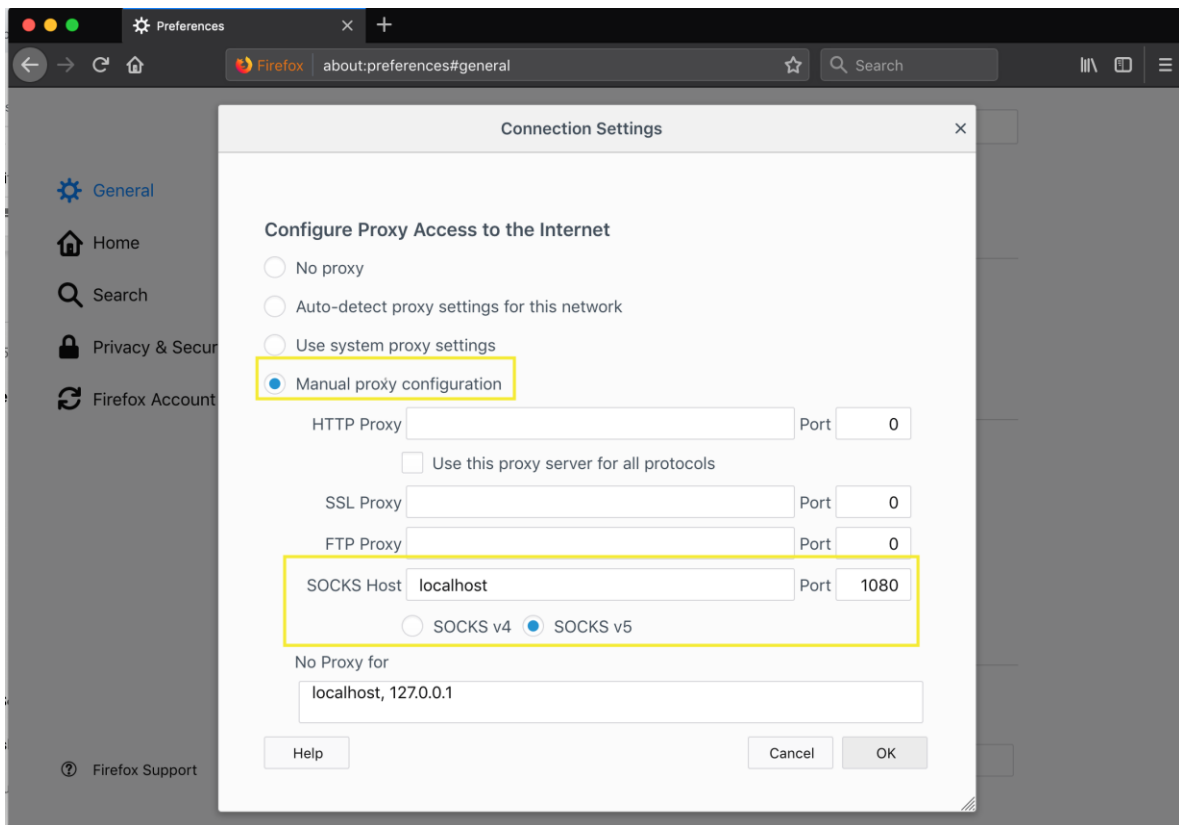 Preferences
Firefox about:preferences#general Search
Connection Settings
General
Home
Search
Privacy & Secur
Firefox Account
Firefox Support
Configure Proxy Access to the Internet
No proxy
Auto-detect proxy settings for this network
Use system proxy settings
Manual proxy configuration
HTTP Proxy Port 0
Use this proxy server for all protocols
SSL Proxy Port 0
FTP Proxy Port 0
SOCKS Host localhost Port 1080
SOCKS v4 SOCKS v5
No Proxy for
localhost, 127.0.0.1
Help Cancel OK